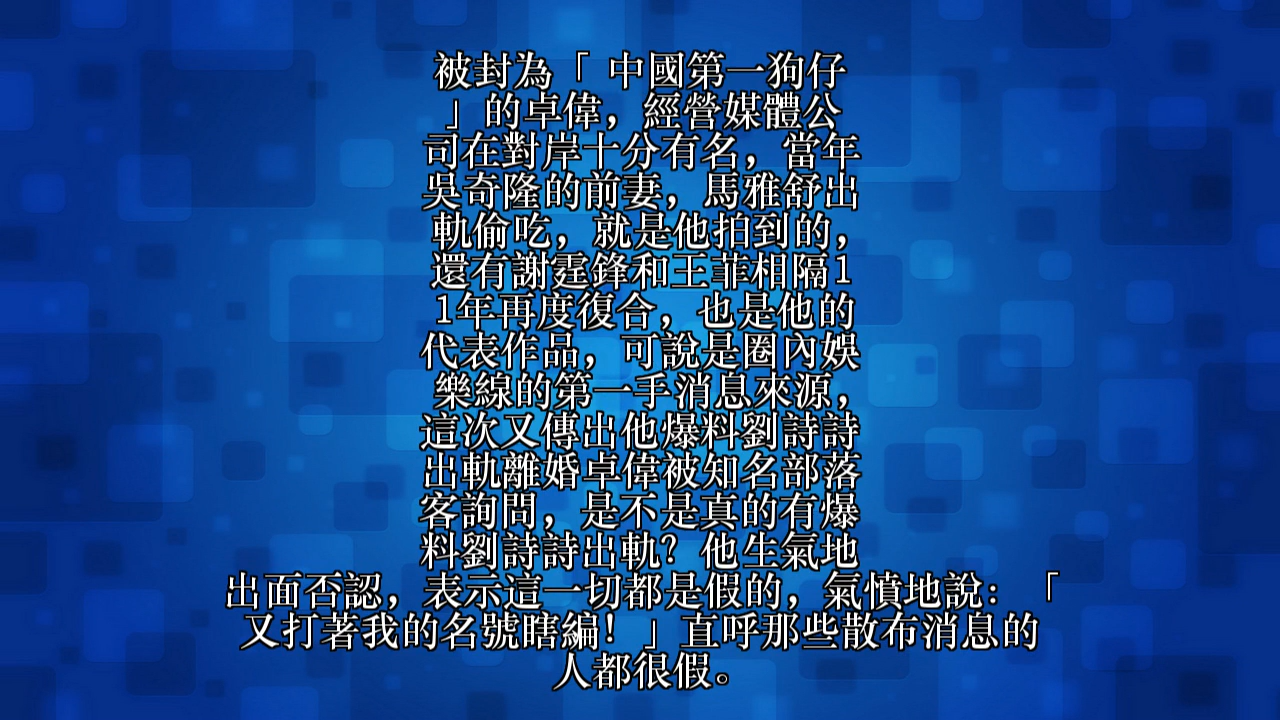 被封為「 中國第一狗仔
」的卓偉，經營媒體公
司在對岸十分有名，當年
吳奇隆的前妻，馬雅舒出
軌偷吃，就是他拍到的，
還有謝霆鋒和王菲相隔1
1年再度復合，也是他的
代表作品，可說是圈內娛
樂線的第一手消息來源，
這次又傳出他爆料劉詩詩
出軌離婚卓偉被知名部落
客詢問，是不是真的有爆
料劉詩詩出軌？他生氣地
出面否認，表示這一切都是假的，氣憤地說：「
又打著我的名號瞎編！」直呼那些散布消息的
人都很假。